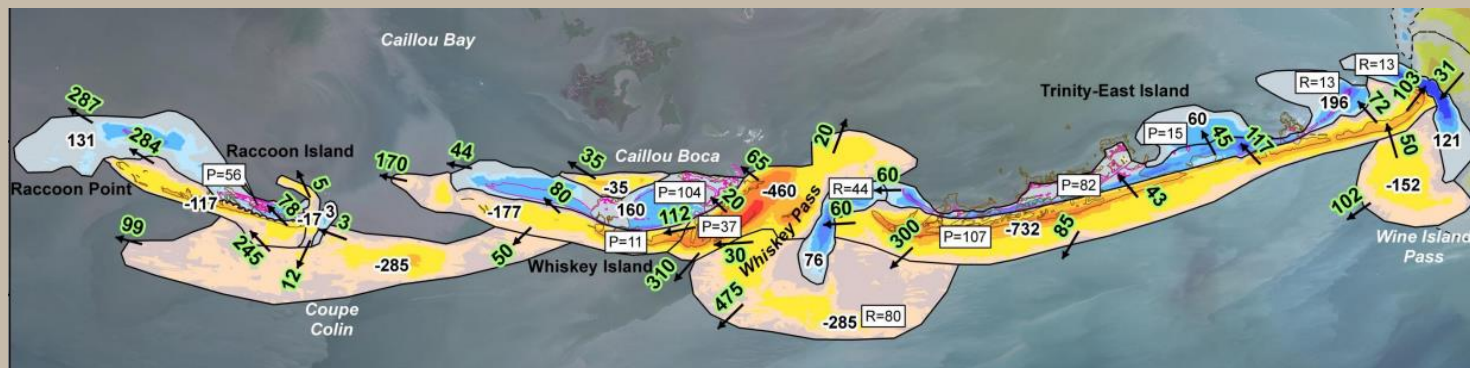 Caillou Bay
R=13
R=13
31
103
Trinity-East Island
196
72
287
131
284
Raccoon Island
44
35
Caillou Boca
20
60
P=15
45
117
121
50
170
65
Raccoon Point
P=56
5
-35
P=104
-460
R=44
60
P=82
43
-152
-117
78
-17
3
3
-177
80
160
20
112
P=37
60
102
99
245
12
-285
50
P=11
310
30
Whiskey Pass
76
300
P=107
-732
85
Wine Island
Pass
Whiskey Island
Coupe
Colin
475
-285
R=80